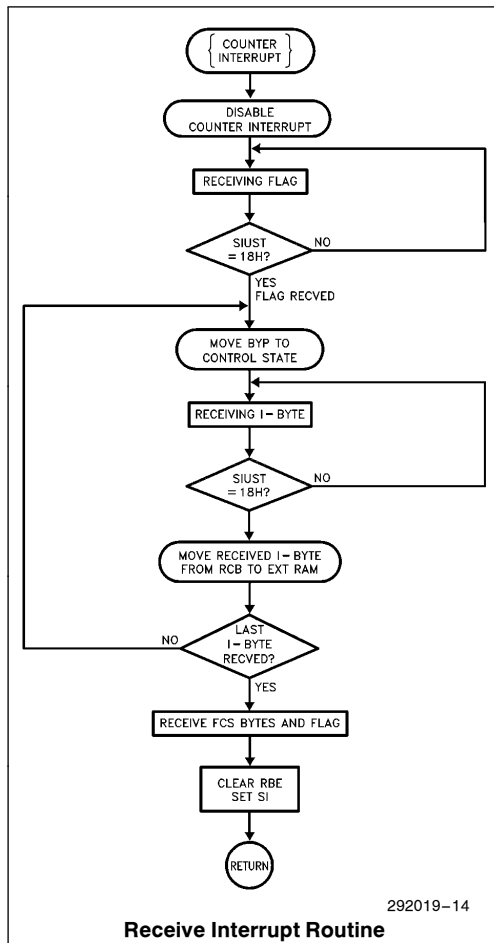 COUNTER
INTERRUPT
DISABLE
COUNTER INTERRUPT
RECEIVING FLAG
SIUST
= 18H?
NO
YES
FLAG RECVED
MOVE BYP TO
CONTROL STATE
RECEIVING I–BYTE
SIUST
= 18H?
NO
MOVE RECEIVED I–BYTE
FROM RCB TO EXT RAM
LAST
I–BYTE
RECVED?
NO
YES
RECEIVE FCS BYTES AND FLAG
CLEAR RBE
SET SI
RETURN
292019–14
Receive Interrupt Routine